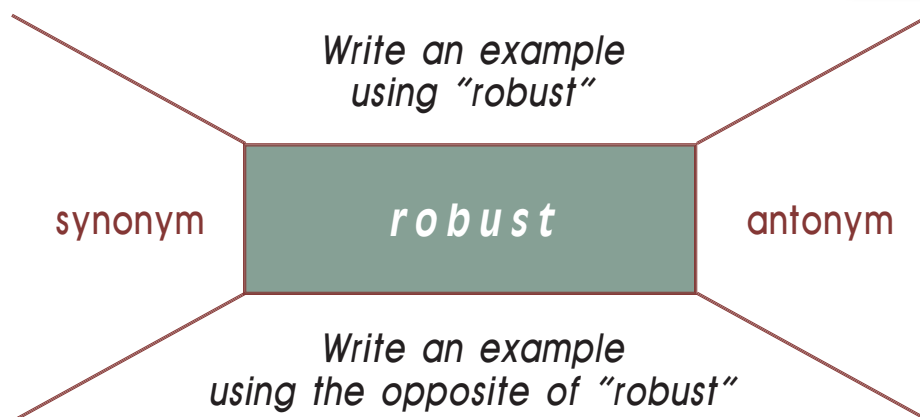 Write an example
using “robust”
synonym
robust
antonym
Write an example
using the opposite of “robust”